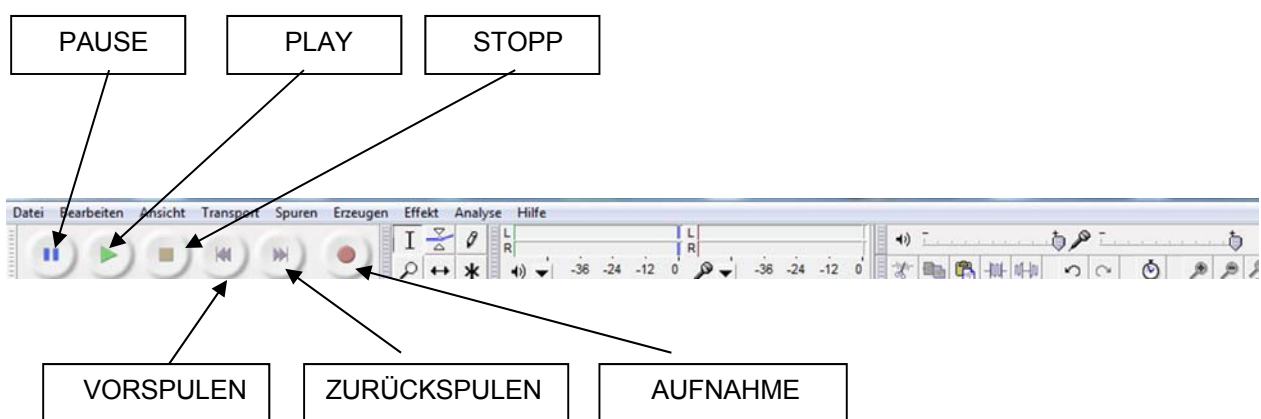 PAUSE PLAY STOPP
Datei Bearbeiten Ansicht Transport Spuren Erzeugen Effekt Analyse Hilfe
L
R
L
R
-36 -24 -12 0 -36 -24 -12 0
VORSPULEN ZURÜCKSPULEN AUFNAHME